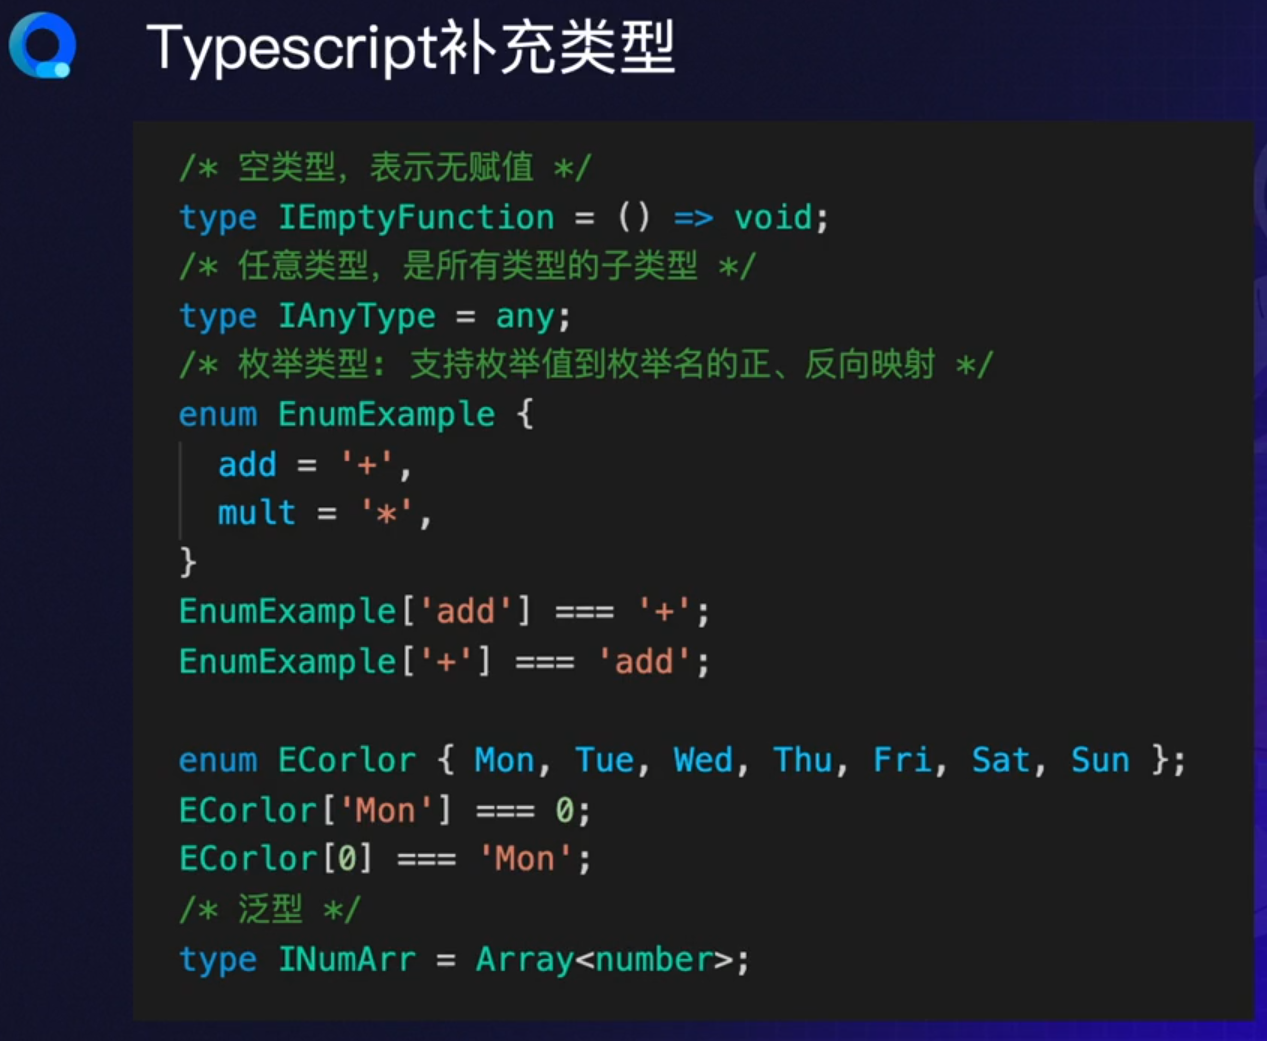 Typescript补充类型
/* 空类型，表示无赋值 */
type IEmptyFunction = () => void;
/* 任意类型，是所有类型的子类型 */
type IAnyType = any;
/* 枚举类型: 支持枚举值到枚举名的正、反向映射 */
enum EnumExample {
  add = '+',
  mult = '*',
}
EnumExample['add'] === '+';
EnumExample['+'] === 'add';
enum ECorlor { Mon, Tue, Wed, Thu, Fri, Sat, Sun };
ECorlor['Mon'] === 0;
ECorlor[0] === 'Mon';
/* 泛型 */
type INumArr = Array<number>;